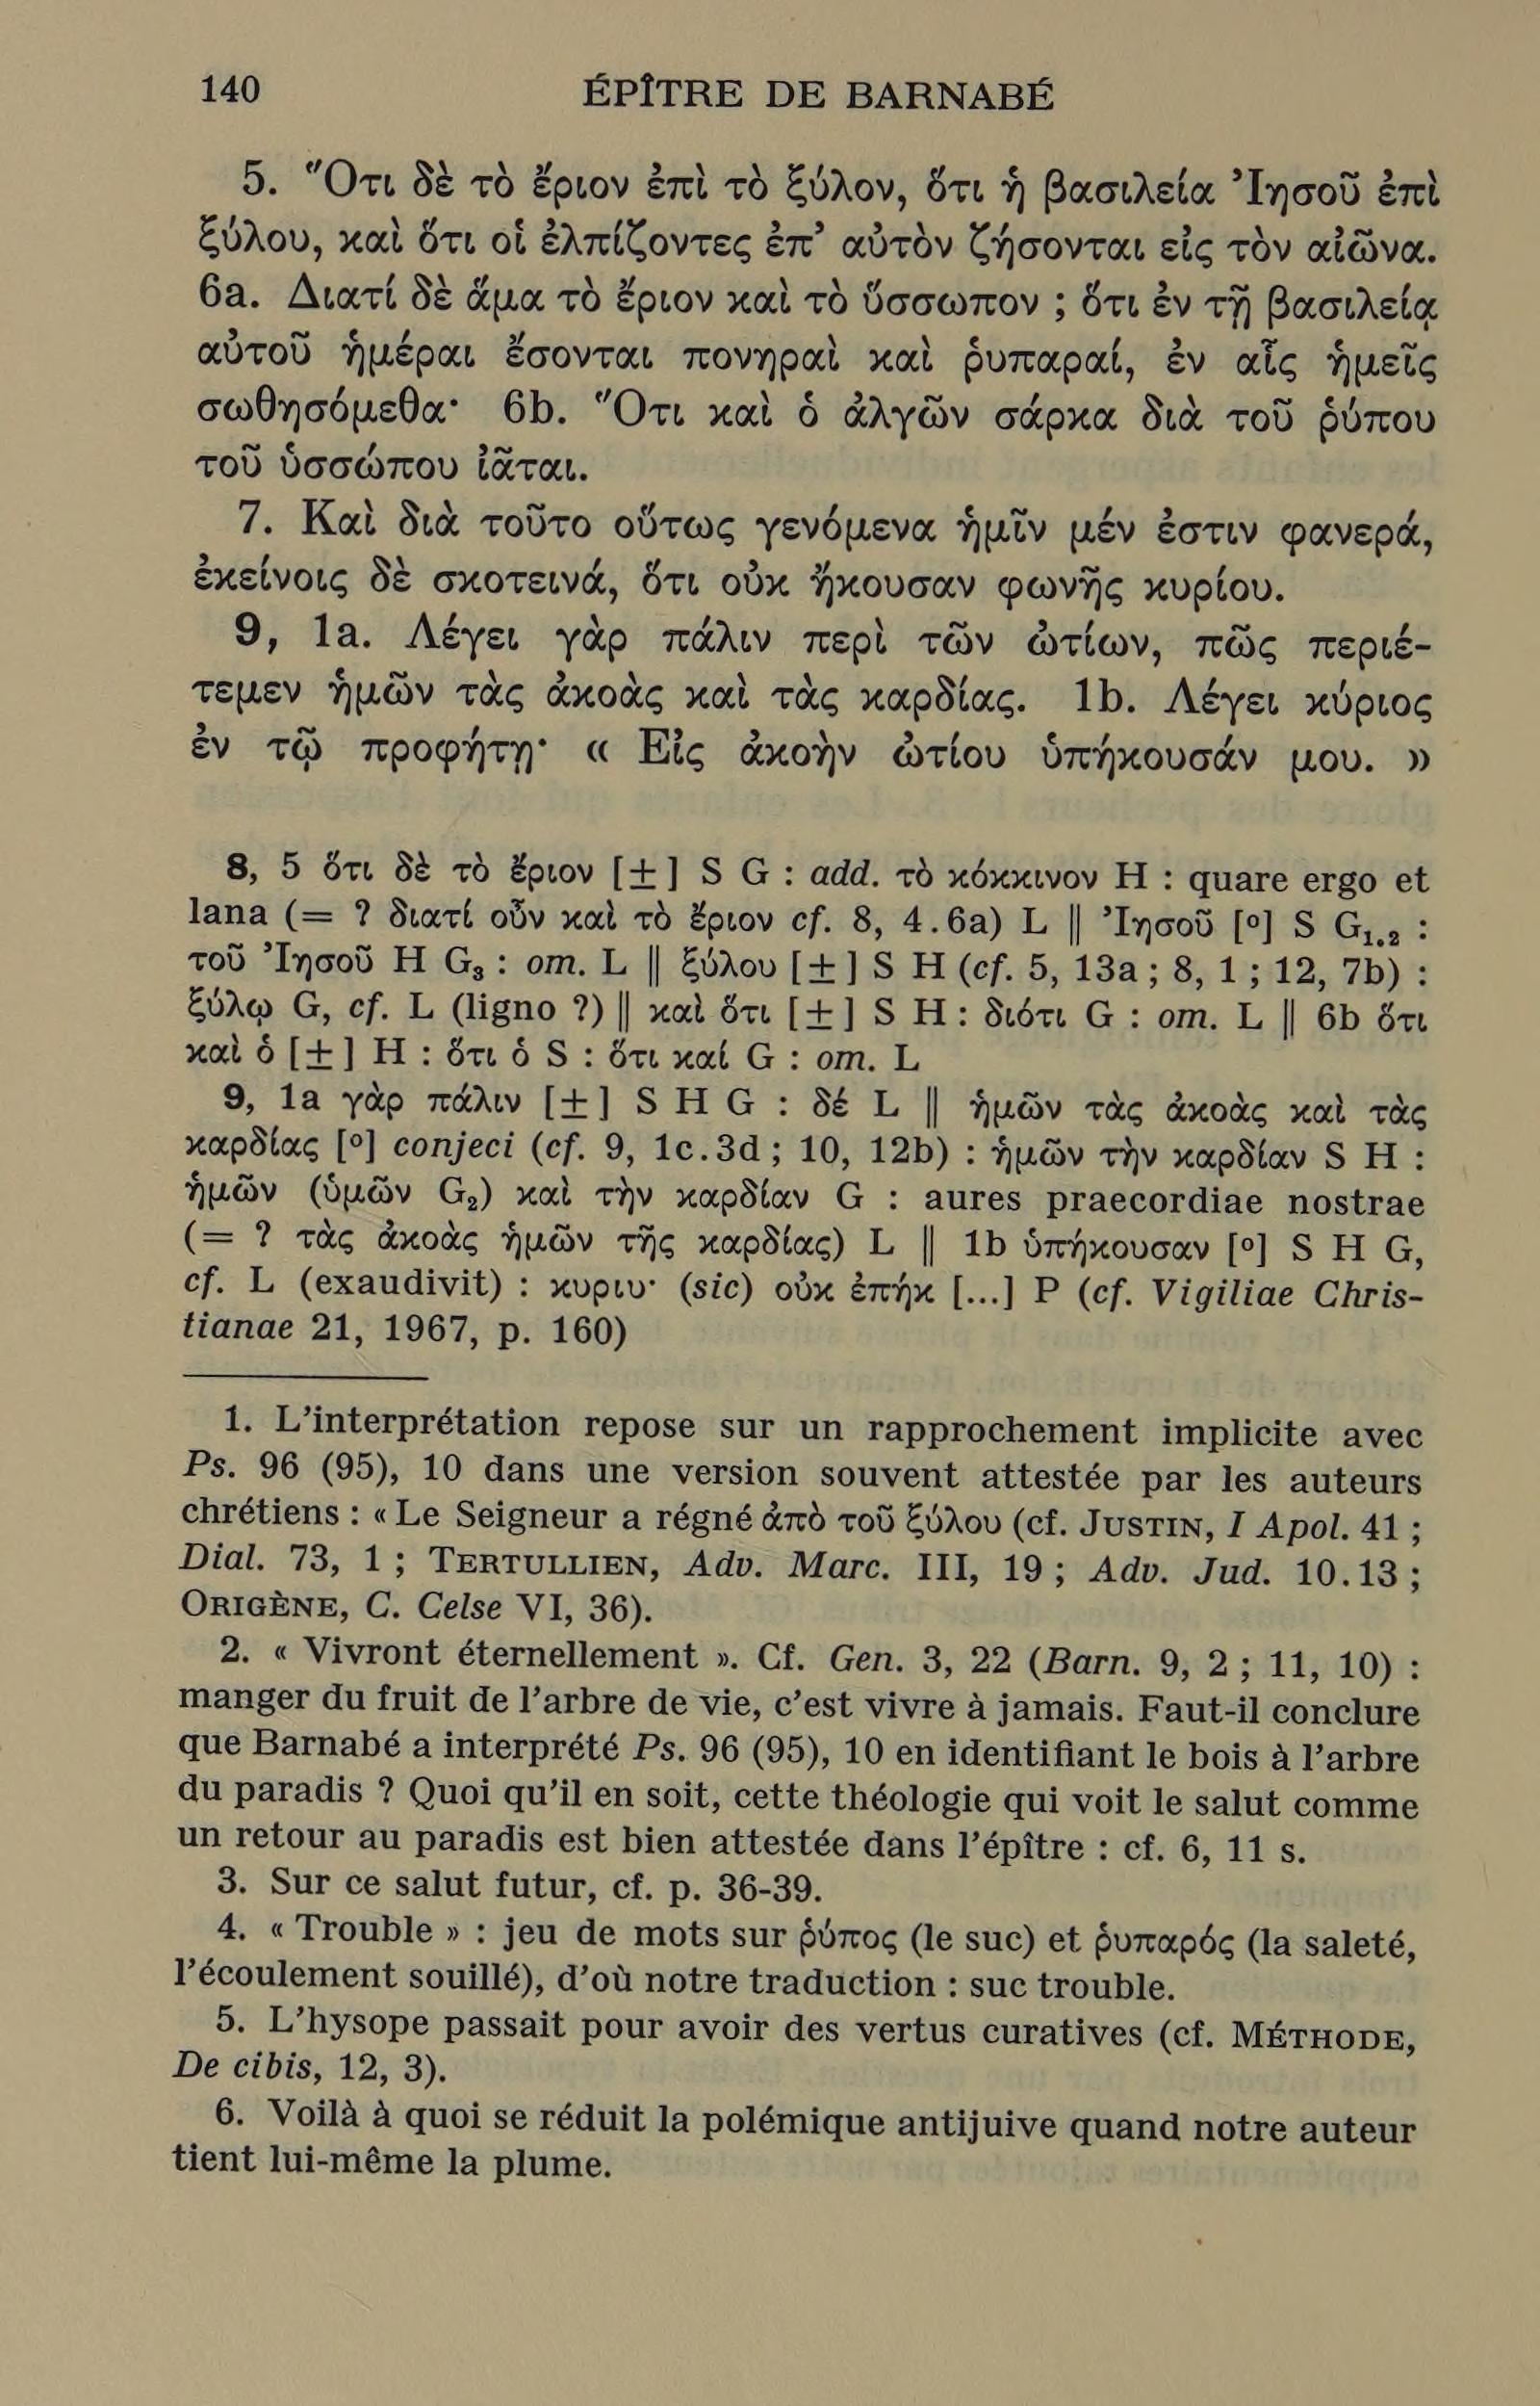 140 ÉPÎTRE DE BARNABÉ
5. Ὅτι δὲ τὸ ἔριον ἐπὶ τὸ ξύλον, ὅτι ἡ βασιλεία Ἰησοῦ ἐπὶ
ξύλου, καὶ ὅτι οἱ ἐλπίζοντες ἐπ’ αὐτὸν ζήσονται εἰς τὸν αἰῶνα.
6a. Διατί δὲ ἅμα τὸ ἔριον καὶ τὸ ὕσσωπον ; ὅτι ἐν τῇ βασιλείᾳ
αὐτοῦ ἡμέραι ἔσονται πονηραὶ καὶ ῥυπαραί, ἐν αἷς ἡμεῖς
σωθησόμεθα· 6b. Ὅτι καὶ ὁ ἀλγῶν σάρκα διὰ τοῦ ῥύπου
τοῦ ὑσσώπου ἰᾶται.
7. Καὶ διὰ τοῦτο οὕτως γενόμενα ἡμῖν μέν ἐστιν φανερά,
ἐκείνοις δὲ σκοτεινά, ὅτι οὐκ ἤκουσαν φωνῆς κυρίου.
9, 1a. Λέγει γὰρ πάλιν περὶ τῶν ὠτίων, πῶς περιέ-
τεμεν ἡμῶν τὰς ἀκοὰς καὶ τὰς καρδίας. 1b. Λέγει κύριος
ἐν τῷ προφήτῃ· « Εἰς ἀκοὴν ὠτίου ὑπήκουσάν μου. »
8, 5 ὅτι δὲ τὸ ἔριον [±] S G : add. τὸ κόκκινον H : quare ergo et
lana (= ? διατί οὖν καὶ τὸ ἔριον cf. 8, 4.6a) L ‖ Ἰησοῦ [º] S G₁.₂ :
τοῦ Ἰησοῦ H G₃ : om. L ‖ ξύλου [±] S H (cf. 5, 13a ; 8, 1 ; 12, 7b) :
ξύλῳ G, cf. L (ligno ?) ‖ καὶ ὅτι [±] S H : διότι G : om. L ‖ 6b ὅτι
καὶ ὁ [±] H : ὅτι ὁ S : ὅτι καί G : om. L
9, 1a γὰρ πάλιν [±] S H G : δέ L ‖ ἡμῶν τὰς ἀκοὰς καὶ τὰς
καρδίας [º] conjeci (cf. 9, 1c.3d ; 10, 12b) : ἡμῶν τὴν καρδίαν S H :
ἡμῶν (ὑμῶν G₂) καὶ τὴν καρδίαν G : aures praecordiae nostrae
(= ? τὰς ἀκοὰς ἡμῶν τῆς καρδίας) L ‖ 1b ὑπήκουσαν [º] S H G,
cf. L (exaudivit) : κυριυ· (sic) οὐκ ἐπήκ [...] P (cf. Vigiliae Chris-
tianae 21, 1967, p. 160)
1. L’interprétation repose sur un rapprochement implicite avec
Ps. 96 (95), 10 dans une version souvent attestée par les auteurs
chrétiens : « Le Seigneur a régné ἀπὸ τοῦ ξύλου (cf. JUSTIN, I Apol. 41 ;
Dial. 73, 1 ; TERTULLIEN, Adv. Marc. III, 19 ; Adv. Jud. 10.13 ;
ORIGÈNE, C. Celse VI, 36).
2. « Vivront éternellement ». Cf. Gen. 3, 22 (Barn. 9, 2 ; 11, 10) :
manger du fruit de l’arbre de vie, c’est vivre à jamais. Faut-il conclure
que Barnabé a interprété Ps. 96 (95), 10 en identifiant le bois à l’arbre
du paradis ? Quoi qu’il en soit, cette théologie qui voit le salut comme
un retour au paradis est bien attestée dans l’épître : cf. 6, 11 s.
3. Sur ce salut futur, cf. p. 36-39.
4. « Trouble » : jeu de mots sur ῥύπος (le suc) et ῥυπαρός (la saleté,
l’écoulement souillé), d’où notre traduction : suc trouble.
5. L’hysope passait pour avoir des vertus curatives (cf. MÉTHODE,
De cibis, 12, 3).
6. Voilà à quoi se réduit la polémique antijuive quand notre auteur
tient lui-même la plume.